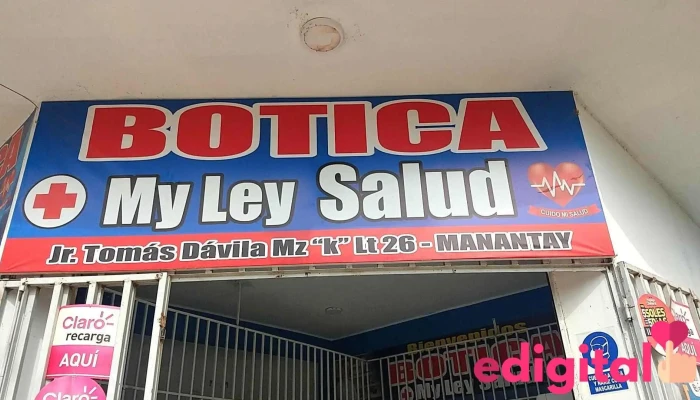 BOTICA
My Ley Salud
CUIDO MI SALUD
Jr. Tomás Dávila Mz "k" Lt 26 - MANANTAY
Claro
recarga
AQUÍ
Claro
Bienvenidos
BOTICA
My Ley Salud
MASCARILLA
edigital